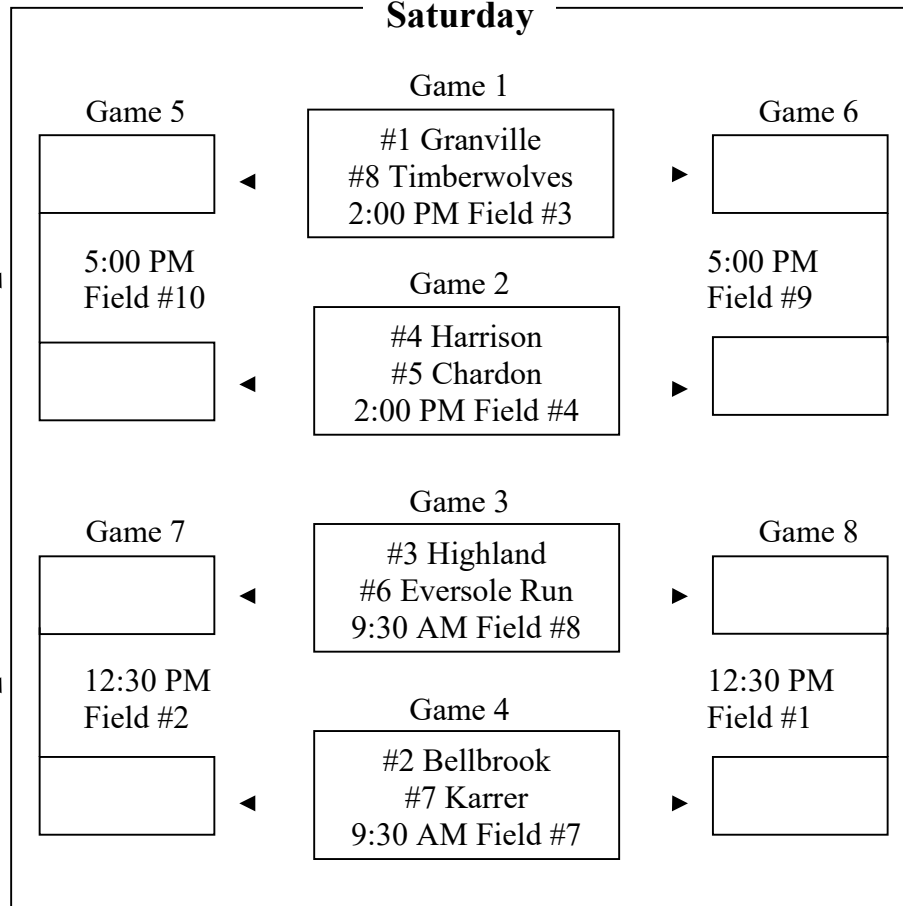 Saturday
Game 1
Game 5
Game 6
#1 Granville
#8 Timberwolves
2:00 PM Field #3
5:00 PM
Field #10
5:00 PM
Field #9
Game 2
#4 Harrison
#5 Chardon
2:00 PM Field #4
Game 3
Game 7
Game 8
#3 Highland
#6 Eversole Run
9:30 AM Field #8
12:30 PM
Field #2
12:30 PM
Field #1
Game 4
#2 Bellbrook
#7 Karrer
9:30 AM Field #7